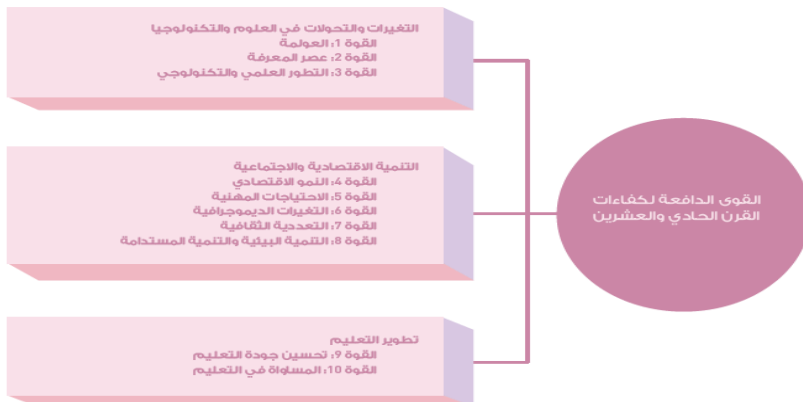 القوى الدافعة لكفاءات
القرن الحادي والعشرين
التغيرات والتحولات في العلوم والتكنولوجيا
القوة 1: العولمة
القوة 2: عصر المعرفة
القوة 3: التطور العلمي والتكنولوجي
التنمية الاقتصادية والاجتماعية
القوة 4: النمو الاقتصادي
القوة 5: الاحتياجات المهنية
القوة 6: التغيرات الديموجرافية
القوة 7: التعددية الثقافية
القوة 8: التنمية البيئية والتنمية المستدامة
تطوير التعليم
القوة 9: تحسين جودة التعليم
القوة 10: المساواة في التعليم